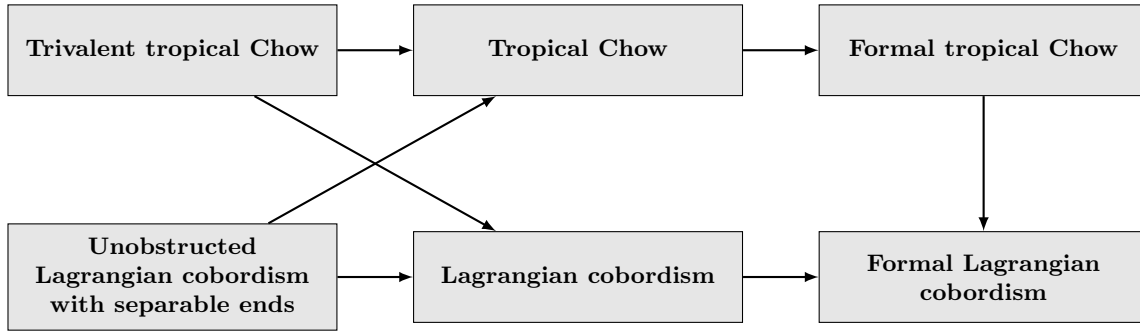 Trivalent tropical Chow
Tropical Chow
Formal tropical Chow
Unobstructed
Lagrangian cobordism
with separable ends
Lagrangian cobordism
Formal Lagrangian
cobordism